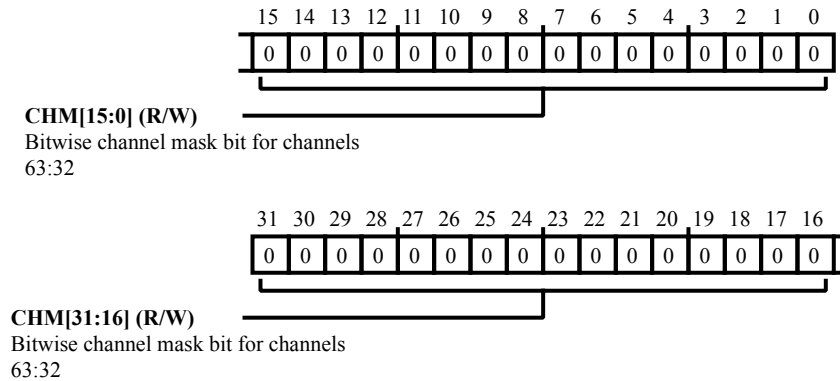 15 14 13 12 11 10 9 8 7 6 5 4 3 2 1 0
0 0 0 0 0 0 0 0 0 0 0 0 0 0 0 0
CHM[15:0] (R/W)
Bitwise channel mask bit for channels
63:32
31 30 29 28 27 26 25 24 23 22 21 20 19 18 17 16
0 0 0 0 0 0 0 0 0 0 0 0 0 0 0 0
CHM[31:16] (R/W)
Bitwise channel mask bit for channels
63:32